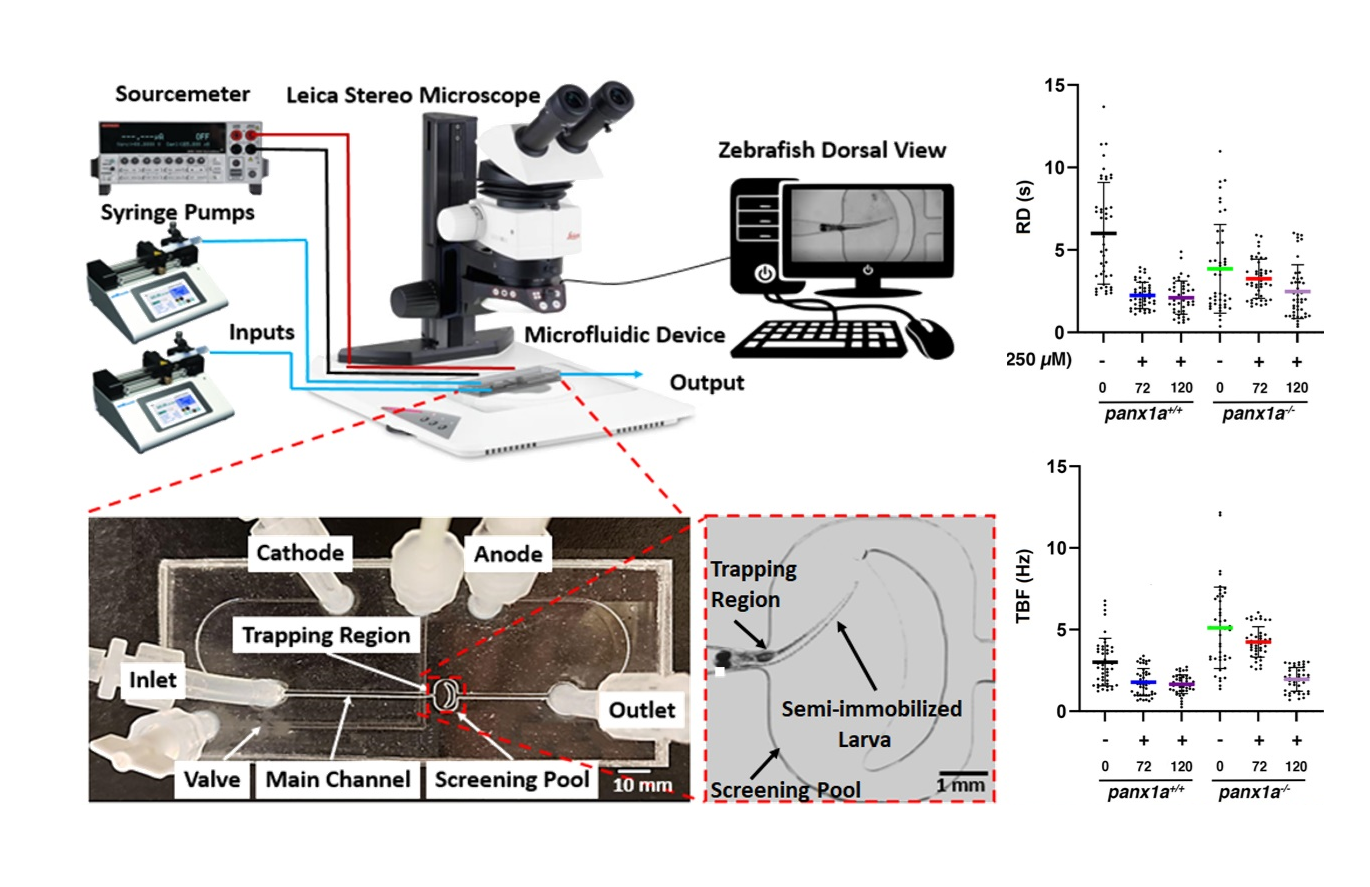 Sourcemeter
Leica Stereo Microscope
Zebrafish Dorsal View
Syringe Pumps
Inputs
Microfluidic Device
Output
OFF
Cathode
Anode
Trapping Region
Inlet
Outlet
Valve
Main Channel
Screening Pool
10 mm
Trapping
Region
Semi-immobilized
Larva
Screening Pool
1 mm
15
10
5
0
RD (s)
250 µM)
- + + - + +
0 72 120 0 72 120
panx1a+/+ panx1a-/-
15
10
5
0
TBF (Hz)
- + + - + +
0 72 120 0 72 120
panx1a+/+ panx1a-/-